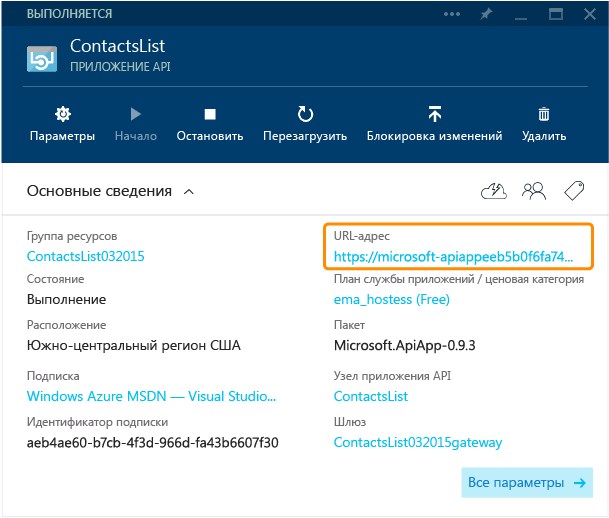 ВЫПОЛНЯЕТСЯ
ContactsList
ПРИЛОЖЕНИЕ API
Параметры Начало Остановить Перезагрузить Блокировка изменений Удалить
Основные сведения
Группа ресурсов
ContactsList032015
Состояние
Выполнение
Расположение
Южно-центральный регион США
Подписка
Windows Azure MSDN — Visual Studio...
Идентификатор подписки
aeb4ae60-b7cb-4f3d-966d-fa43b6607f30
URL-адрес
https://microsoft-apiappeeb5b0f6fa74...
План службы приложения / ценовая категория
ema_hostess (Free)
Пакет
Microsoft.ApiApp-0.9.3
Узел приложения API
ContactsList
Шлюз
ContactsList032015gateway
Все параметры